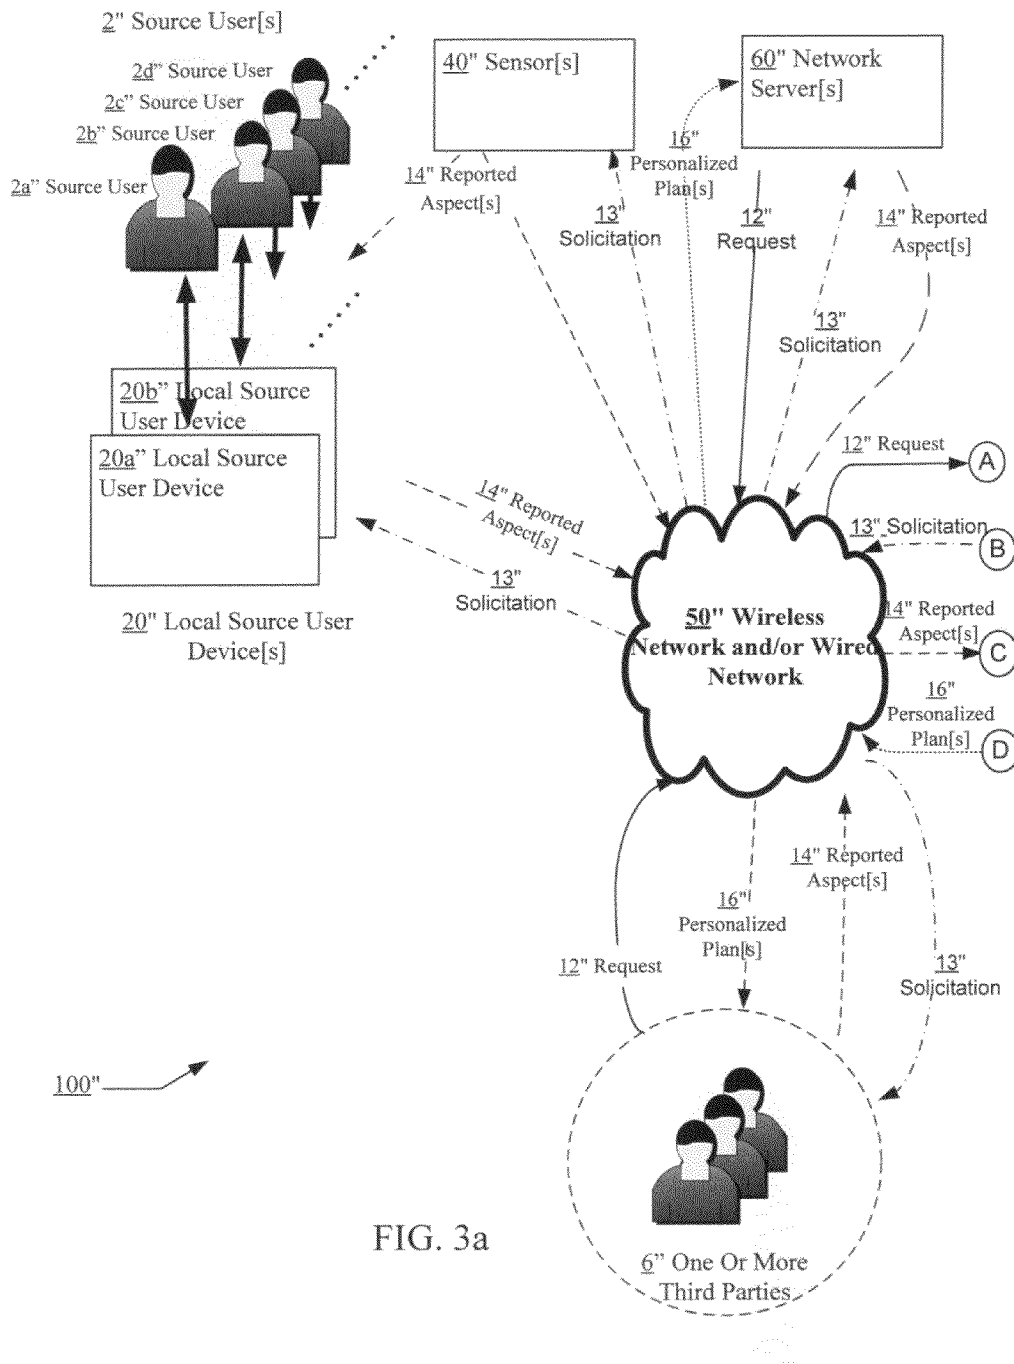 2" Source User[s]
2d” Source User
2c” Source User
2b” Source User
2a” Source User
40" Sensor[s]
60" Network
Server[s]
14" Reported
Aspect[s]
13"
Solicitation
16"
Personalized
Plan[s]
12"
Request
14" Reported
Aspect[s]
13"
Solicitation
20b” Local Source
User Device
20a” Local Source
User Device
20" Local Source User
Device[s]
14" Reported
Aspect[s]
13"
Solicitation
12" Request
A
13" Solicitation
B
50" Wireless
Network and/or Wired
Network
14" Reported
Aspect[s]
C
16"
Personalized
Plan[s]
D
12" Request
16"
Personalized
Plan[s]
14" Reported
Aspect[s]
13"
Solicitation
100"
FIG. 3a
6” One Or More
Third Parties